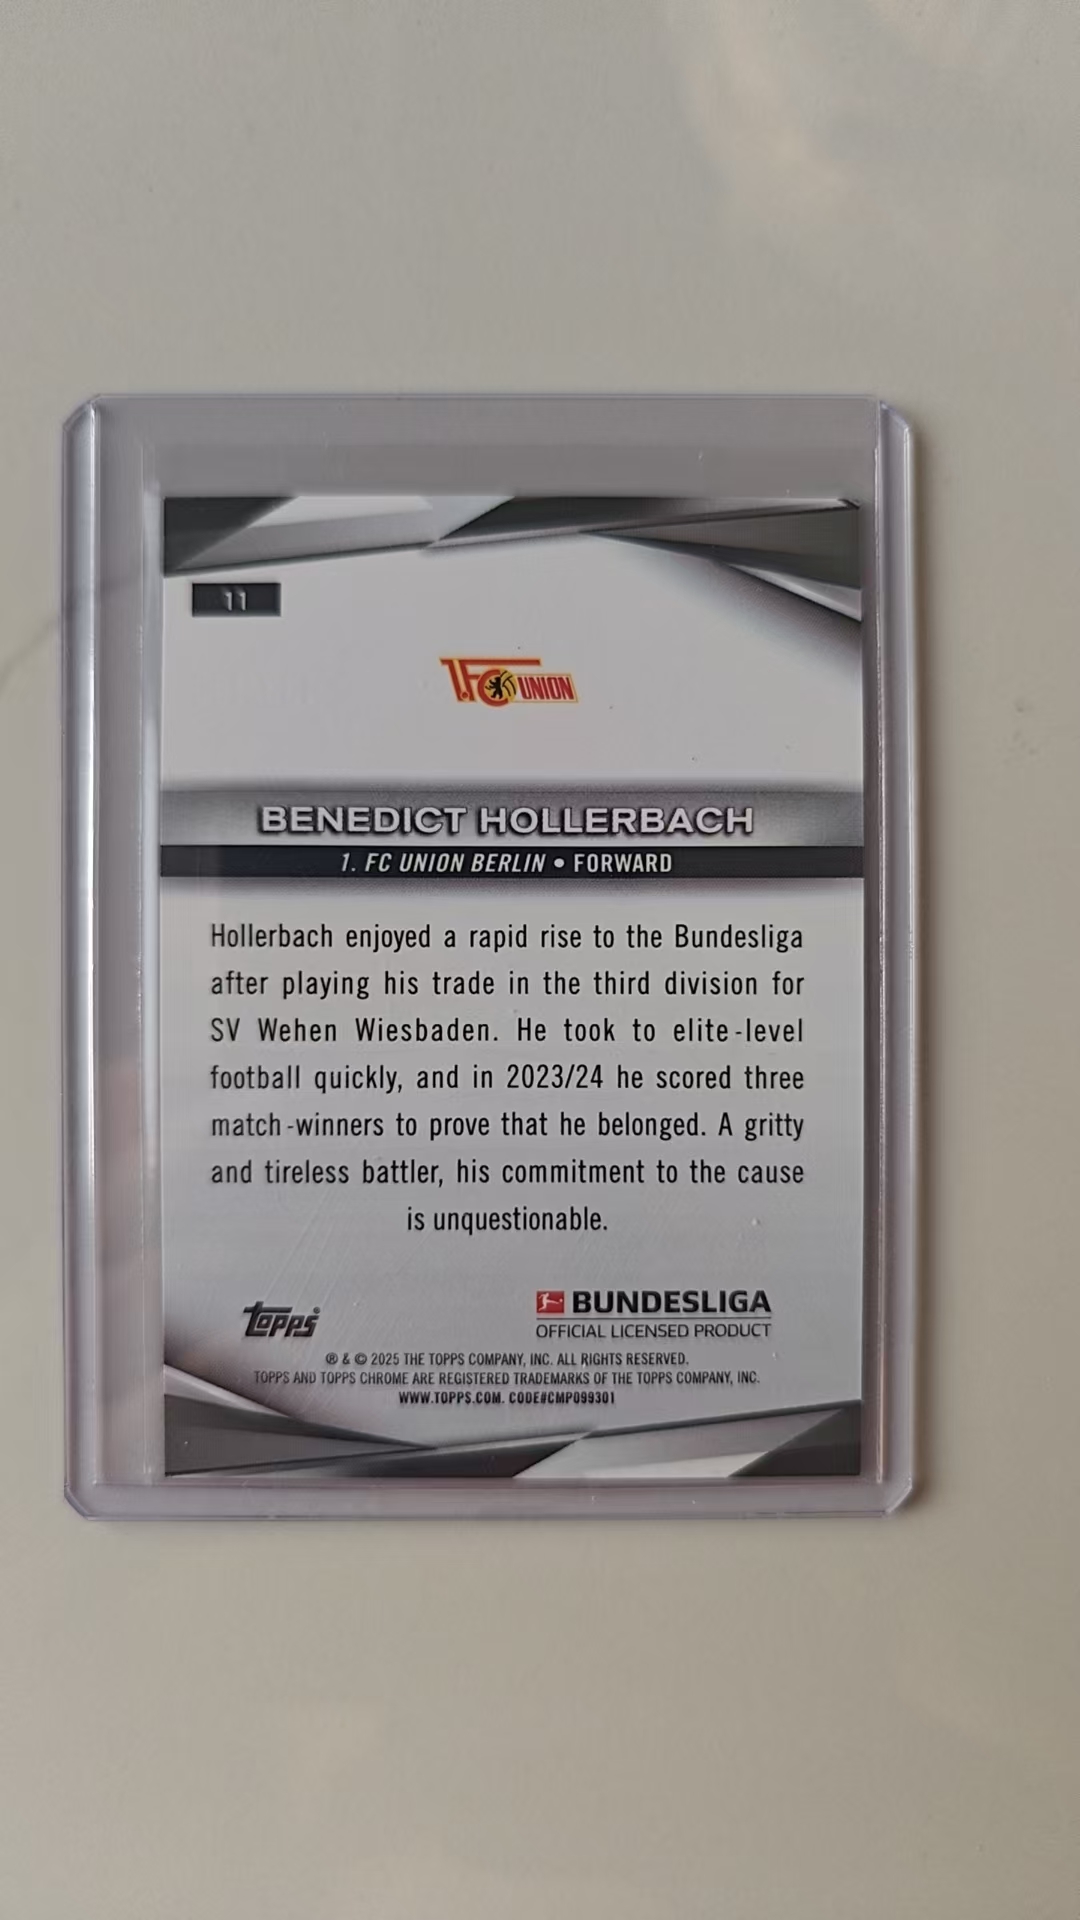 11
1.FC UNION
BENEDICT HOLLERBACH
1. FC UNION BERLIN • FORWARD
Hollerbach enjoyed a rapid rise to the Bundesliga
after playing his trade in the third division for
SV Wehen Wiesbaden. He took to elite-level
football quickly, and in 2023/24 he scored three
match-winners to prove that he belonged. A gritty
and tireless battler, his commitment to the cause
is unquestionable.
Topps
BUNDESLIGA
OFFICIAL LICENSED PRODUCT
® & © 2025 THE TOPPS COMPANY, INC. ALL RIGHTS RESERVED.
TOPPS AND TOPPS CHROME ARE REGISTERED TRADEMARKS OF THE TOPPS COMPANY, INC.
WWW.TOPPS.COM. CODE#CMP099301